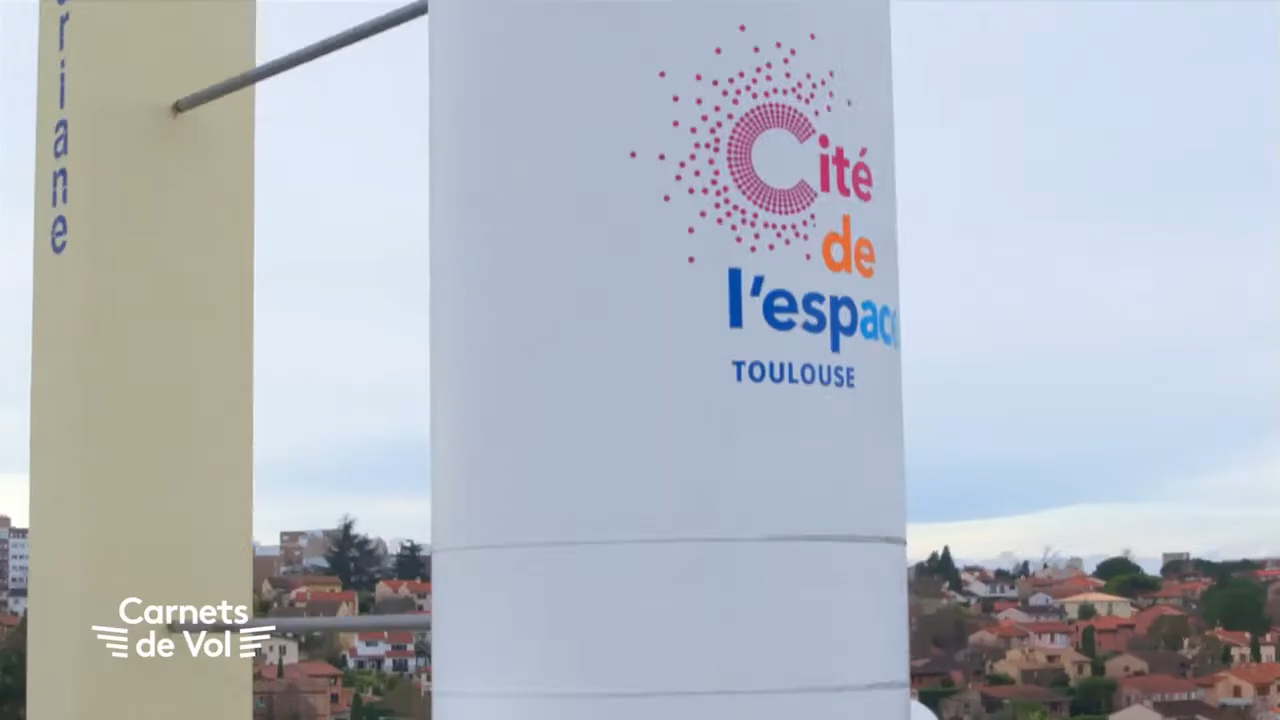 riane
Cité
de
l'espac
TOULOUSE
Carnets
de Vol